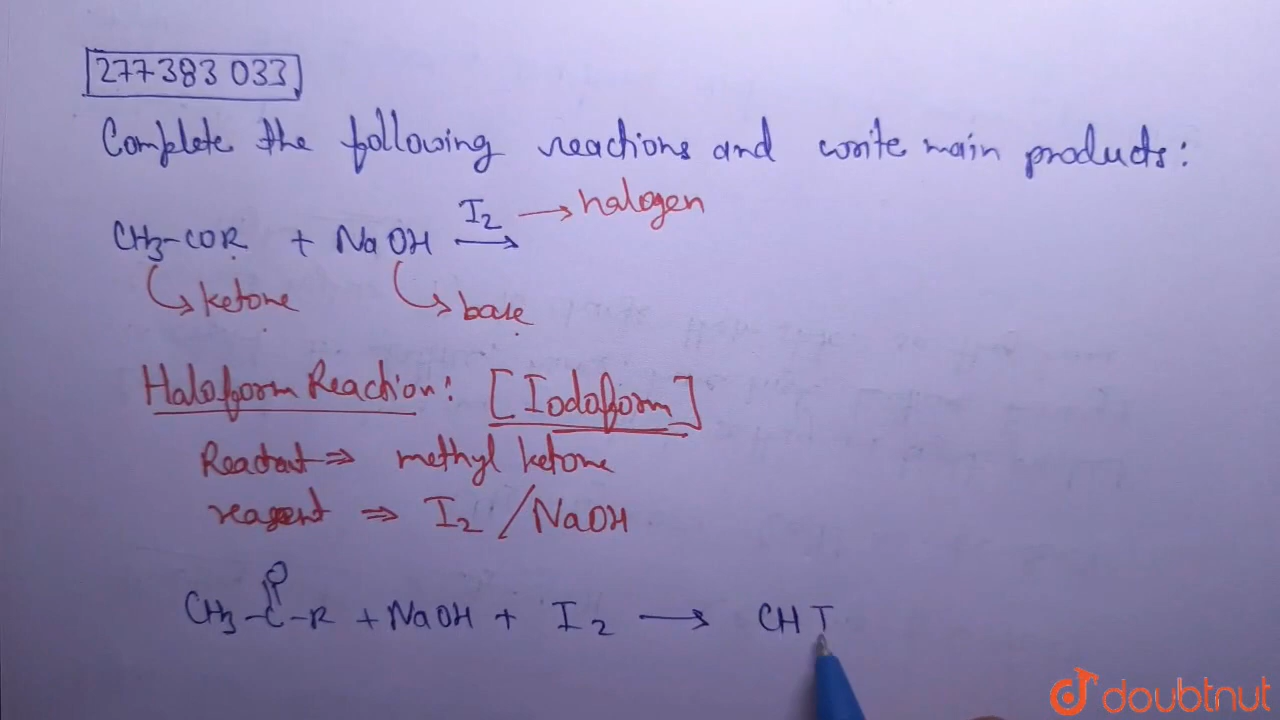 277383033
Complete the following reactions and write main products:
CH3-COR + NaOH I2 → → halogen
ketone base
Haloform Reaction: [Iodoform]
Reactant ⇒ methyl ketone
reagent ⇒ I2/NaOH
O
CH3-C-R + NaOH + I2 → CHI
doubtnut